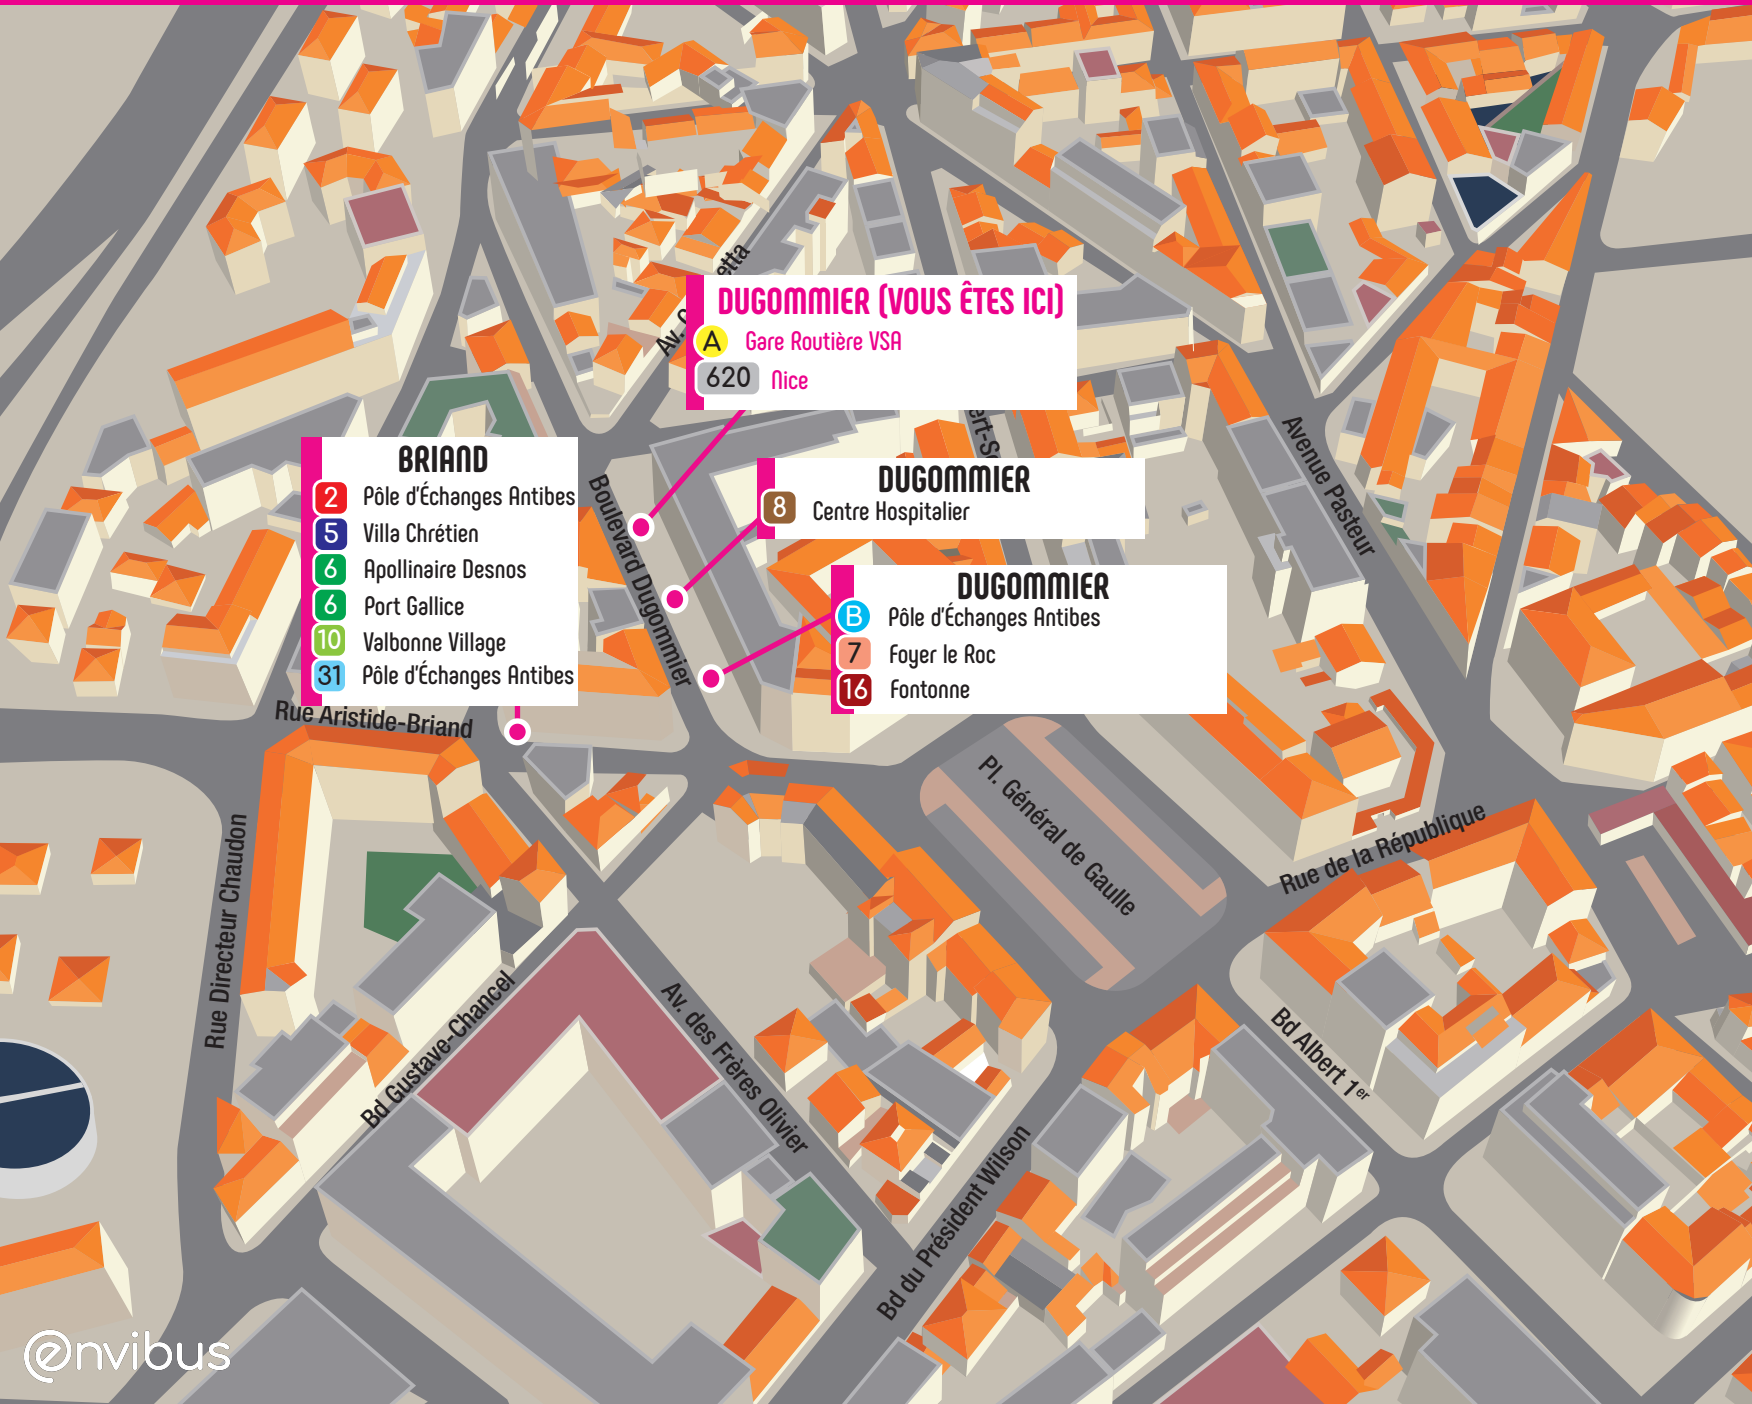 DUGOMMIER (VOUS ÊTES ICI)
A Gare Routière VSA
620 Nice
BRIAND
2 Pôle d'Échanges Antibes
5 Villa Chrétien
6 Apollinaire Desnos
6 Port Gallice
10 Valbonne Village
31 Pôle d'Échanges Antibes
DUGOMMIER
8 Centre Hospitalier
DUGOMMIER
B Pôle d'Échanges Antibes
7 Foyer le Roc
16 Fontonne
Av.
Boulevard Dugommier
Avenue Pasteur
Rue Aristide-Briand
Pl. Général de Gaulle
Rue de la République
Rue Directeur Chaudon
Bd Gustave-Chancel
Av. des Frères Olivier
Bd Albert 1er
Bd du Président Wilson
envibus